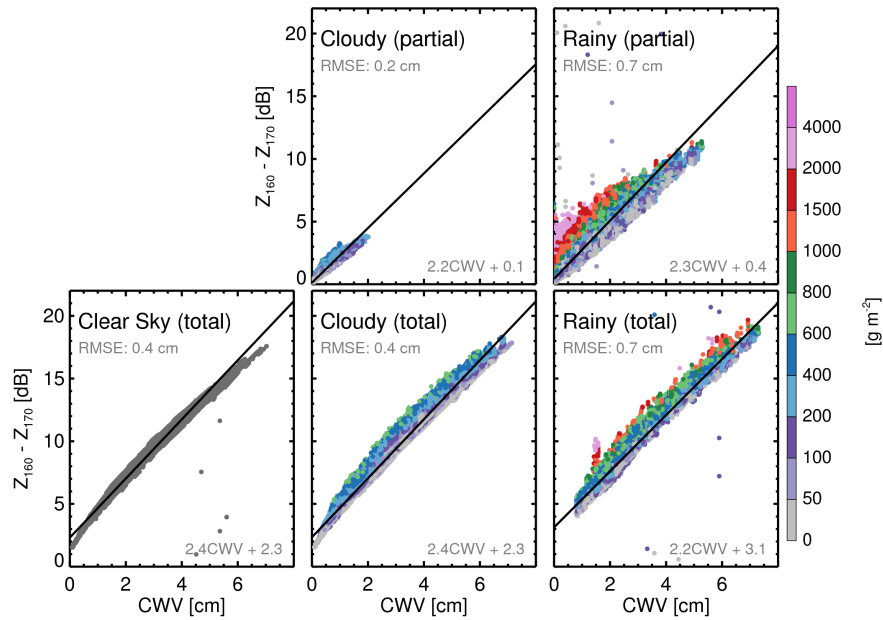 Cloudy (partial)
RMSE: 0.2 cm
2.2CWV + 0.1
Z160 - Z170 [dB]
20
15
10
5
0
Rainy (partial)
RMSE: 0.7 cm
2.3CWV + 0.4
Clear Sky (total)
RMSE: 0.4 cm
2.4CWV + 2.3
Z160 - Z170 [dB]
20
15
10
5
0
0 2 4 6
CWV [cm]
Cloudy (total)
RMSE: 0.4 cm
2.4CWV + 2.3
0 2 4 6
CWV [cm]
Rainy (total)
RMSE: 0.7 cm
2.2CWV + 3.1
0 2 4 6
CWV [cm]
4000
2000
1500
1000
800
600
400
200
100
50
0
[g m-2]